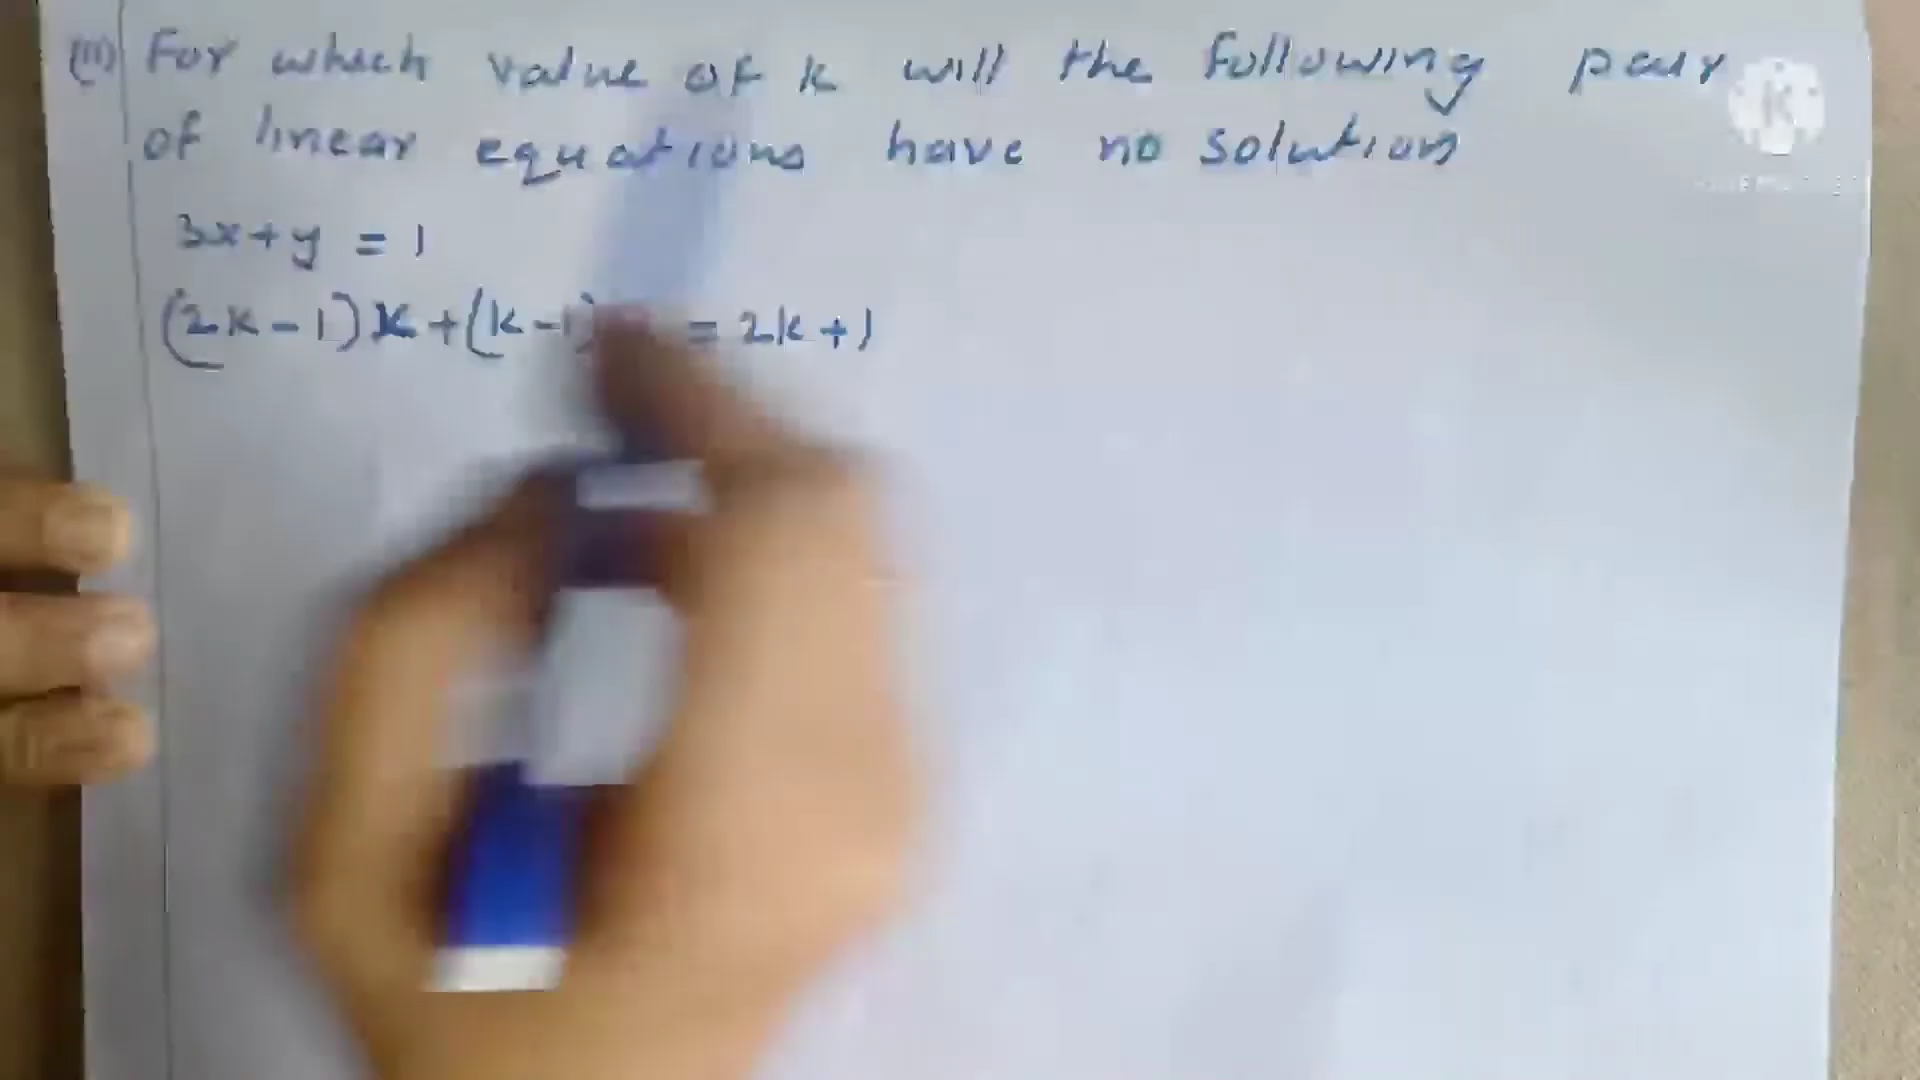 (ii) For which value of k will the following pair
of linear equations have no solution
3x+y = 1
(2k-1)x+(k-1) = 2k+1
K